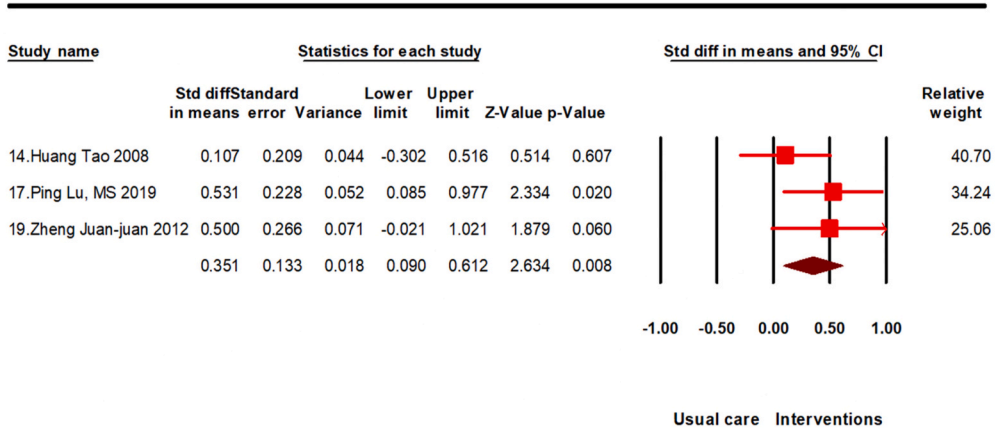 Study name Statistics for each study Std diff in means and 95% CI
Std diff Standard Lower Upper Relative
in means error Variance limit limit Z-Value p-Value weight
14.Huang Tao 2008 0.107 0.209 0.044 -0.302 0.516 0.514 0.607 40.70
17.Ping Lu, MS 2019 0.531 0.228 0.052 0.085 0.977 2.334 0.020 34.24
19.Zheng Juan-juan 2012 0.500 0.266 0.071 -0.021 1.021 1.879 0.060 25.06
0.351 0.133 0.018 0.090 0.612 2.634 0.008
-1.00 -0.50 0.00 0.50 1.00
Usual care Interventions